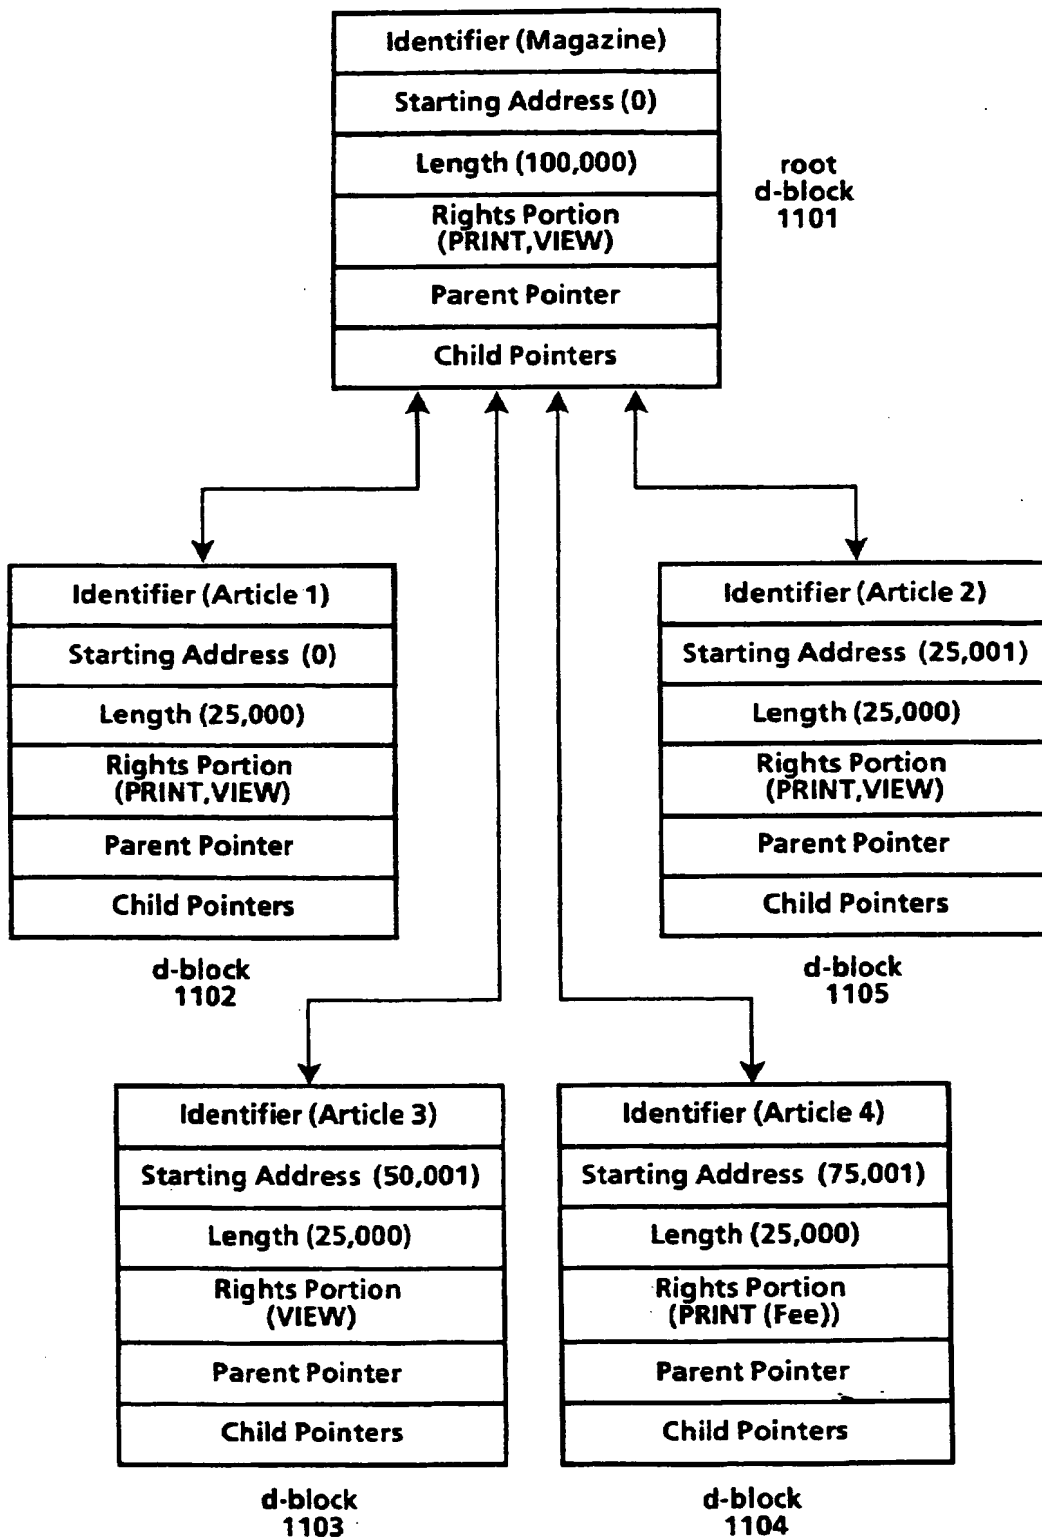 Identifier (Magazine)
Starting Address (0)
Length (100,000)
Rights Portion
(PRINT,VIEW)
Parent Pointer
Child Pointers
root
d-block
1101
Identifier (Article 1)
Starting Address (0)
Length (25,000)
Rights Portion
(PRINT,VIEW)
Parent Pointer
Child Pointers
d-block
1102
Identifier (Article 2)
Starting Address (25,001)
Length (25,000)
Rights Portion
(PRINT,VIEW)
Parent Pointer
Child Pointers
d-block
1105
Identifier (Article 3)
Starting Address (50,001)
Length (25,000)
Rights Portion
(VIEW)
Parent Pointer
Child Pointers
d-block
1103
Identifier (Article 4)
Starting Address (75,001)
Length (25,000)
Rights Portion
(PRINT (Fee))
Parent Pointer
Child Pointers
d-block
1104